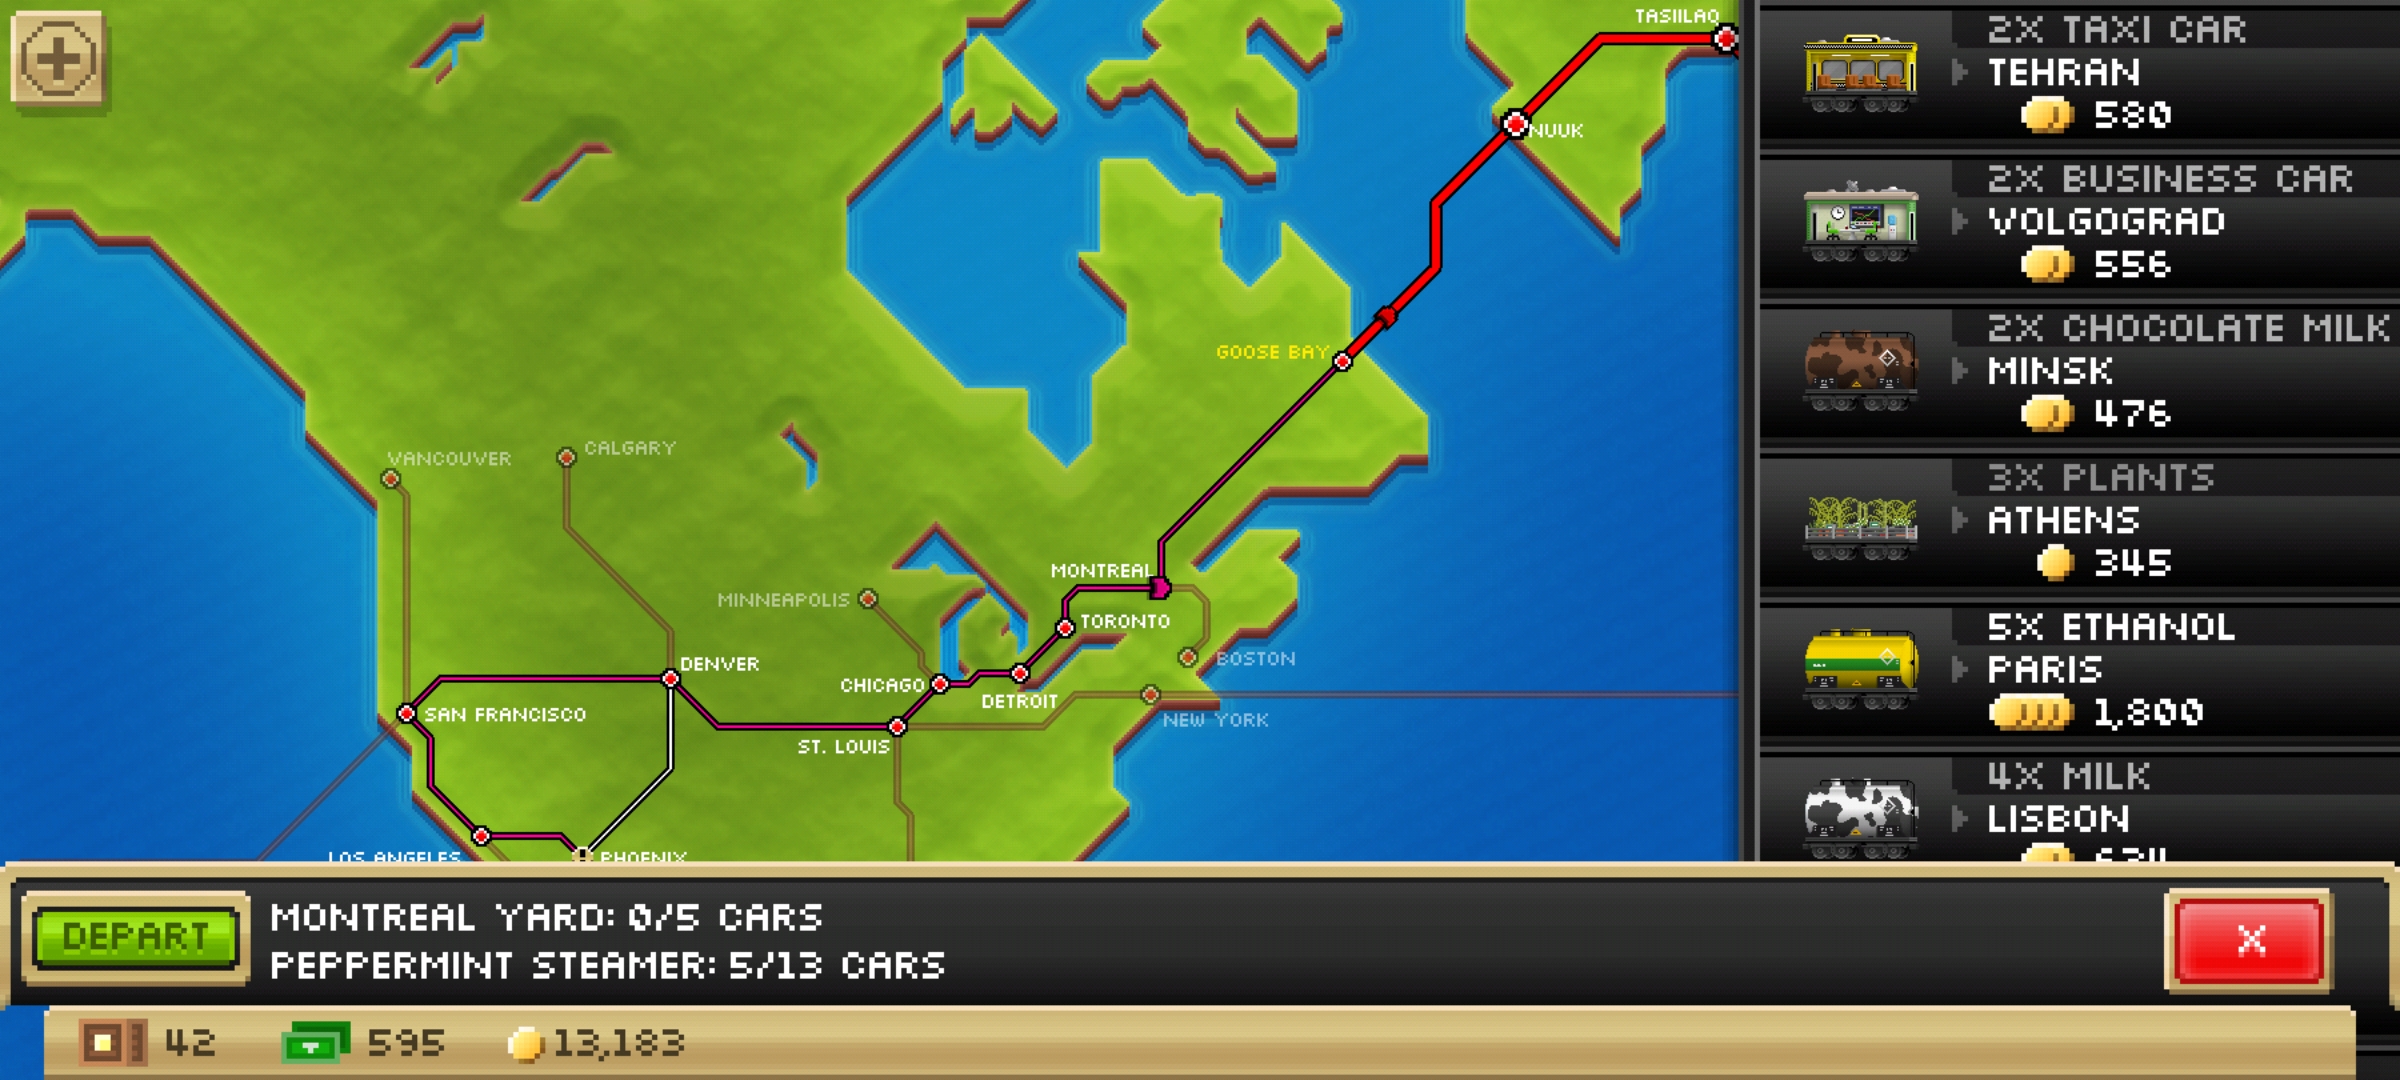 TASIILAQ
NUUK
GOOSE BAY
VANCOUVER
CALGARY
MONTREAL
MINNEAPOLIS
TORONTO
BOSTON
DENVER
CHICAGO
DETROIT
SAN FRANCISCO
NEW YORK
ST. LOUIS
LOS ANGELES
PHOENIX
2X TAXI CAR
TEHRAN
580
2X BUSINESS CAR
VOLGOGRAD
556
2X CHOCOLATE MILK
MINSK
476
3X PLANTS
ATHENS
345
5X ETHANOL
PARIS
1,800
4X MILK
LISBON
DEPART
MONTREAL YARD: 0/5 CARS
PEPPERMINT STEAMER: 5/13 CARS
X
42
595
13,183